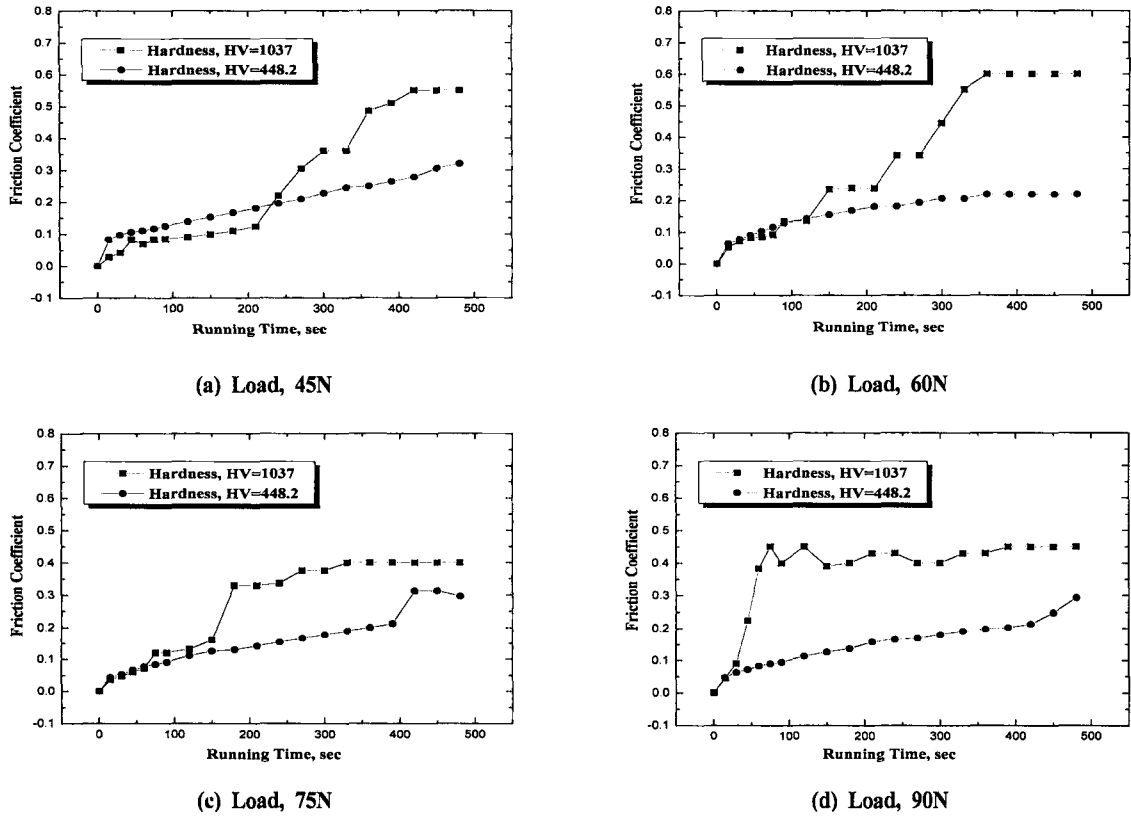 0.8
0.7
0.6
0.5
0.4
0.3
0.2
0.1
0.0
-0.1
Friction Coefficient
Hardness, HV=1037
Hardness, HV=448.2
0 100 200 300 400 500
Running Time, sec
(a) Load, 45N
0.8
0.7
0.6
0.5
0.4
0.3
0.2
0.1
0.0
-0.1
Friction Coefficient
Hardness, HV=1037
Hardness, HV=448.2
0 100 200 300 400 500
Running Time, sec
(b) Load, 60N
0.8
0.7
0.6
0.5
0.4
0.3
0.2
0.1
0.0
-0.1
Friction Coefficient
Hardness, HV=1037
Hardness, HV=448.2
0 100 200 300 400 500
Running Time, sec
(c) Load, 75N
0.8
0.7
0.6
0.5
0.4
0.3
0.2
0.1
0.0
-0.1
Friction Coefficient
Hardness, HV=1037
Hardness, HV=448.2
0 100 200 300 400 500
Running Time, sec
(d) Load, 90N